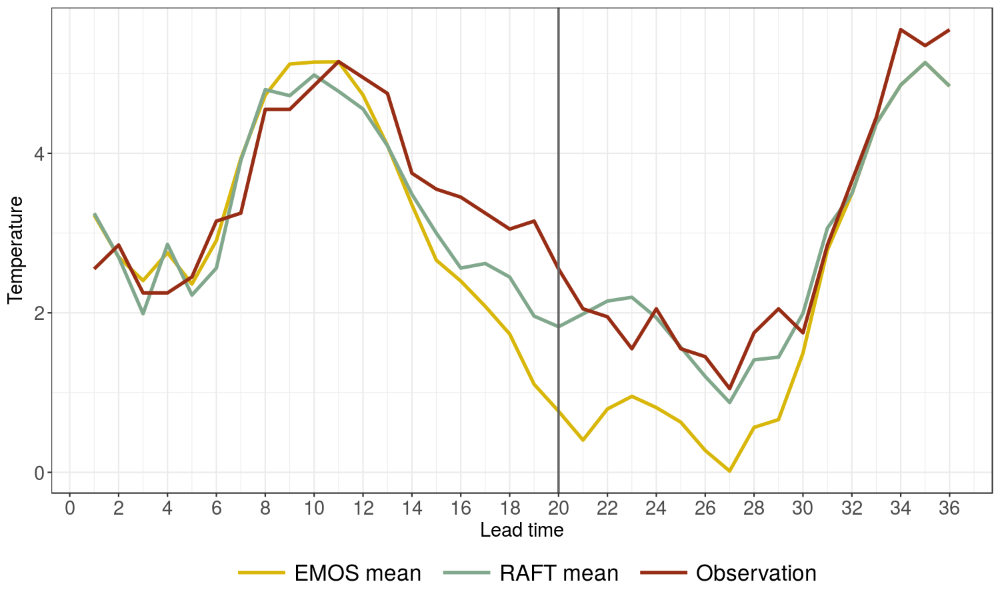 Temperature
4
2
0
0 2 4 6 8 10 12 14 16 18 20 22 24 26 28 30 32 34 36
Lead time
EMOS mean RAFT mean Observation